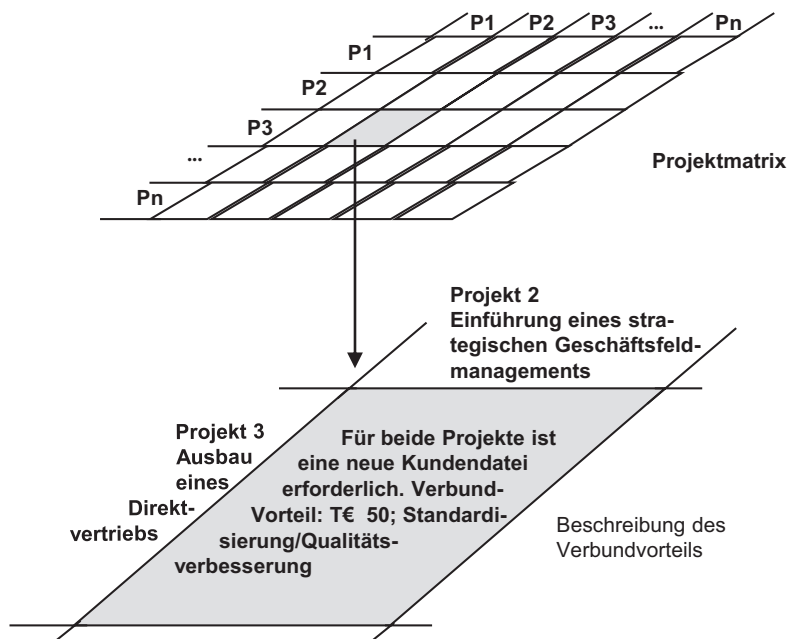 P1 P2 P3 ... Pn
P1
P2
P3
...
Pn
Projektmatrix
Projekt 2
Einführung eines stra-
tegischen Geschäftsfeld-
managements
Projekt 3
Ausbau
eines
Direkt-
vertriebs
Für beide Projekte ist
eine neue Kundendatei
erforderlich. Verbund-
Vorteil: T€ 50; Standardi-
sierung/Qualitäts-
verbesserung
Beschreibung des
Verbundvorteils